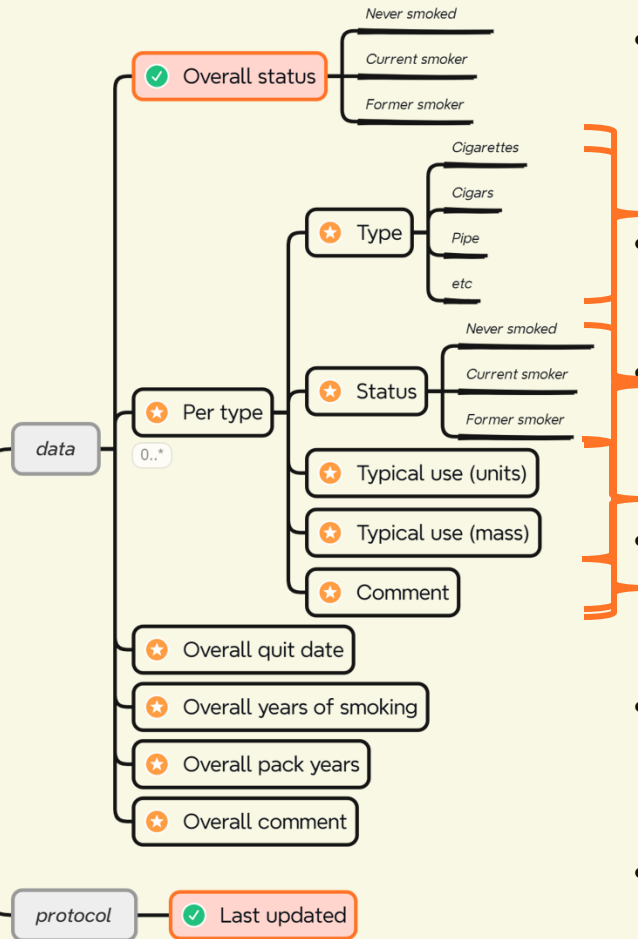 Never smoked
Overall status
Current smoker
Former smoker
Cigarettes
Cigars
Type
Pipe
etc
Never smoked
Status
Current smoker
Per type
Former smoker
data
0..*
Typical use (units)
Typical use (mass)
Comment
Overall quit date
Overall years of smoking
Overall pack years
Overall comment
protocol
Last updated